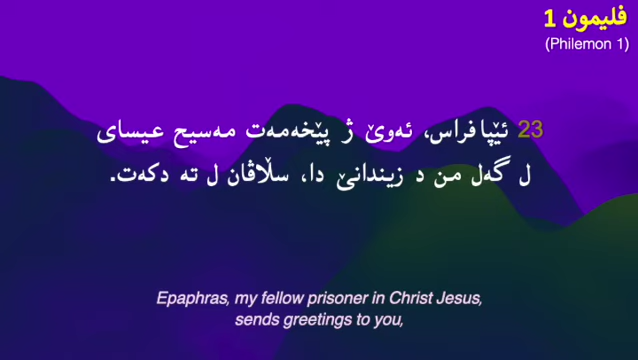 فلیمون 1
(Philemon 1)
23 ئێپافراس، ئەوێ ژ پێخەمەت مەسیح عیسای
ل گەل من د زیندانێ دا، سڵاڤان ل تە دکەت.
Epaphras, my fellow prisoner in Christ Jesus,
sends greetings to you,